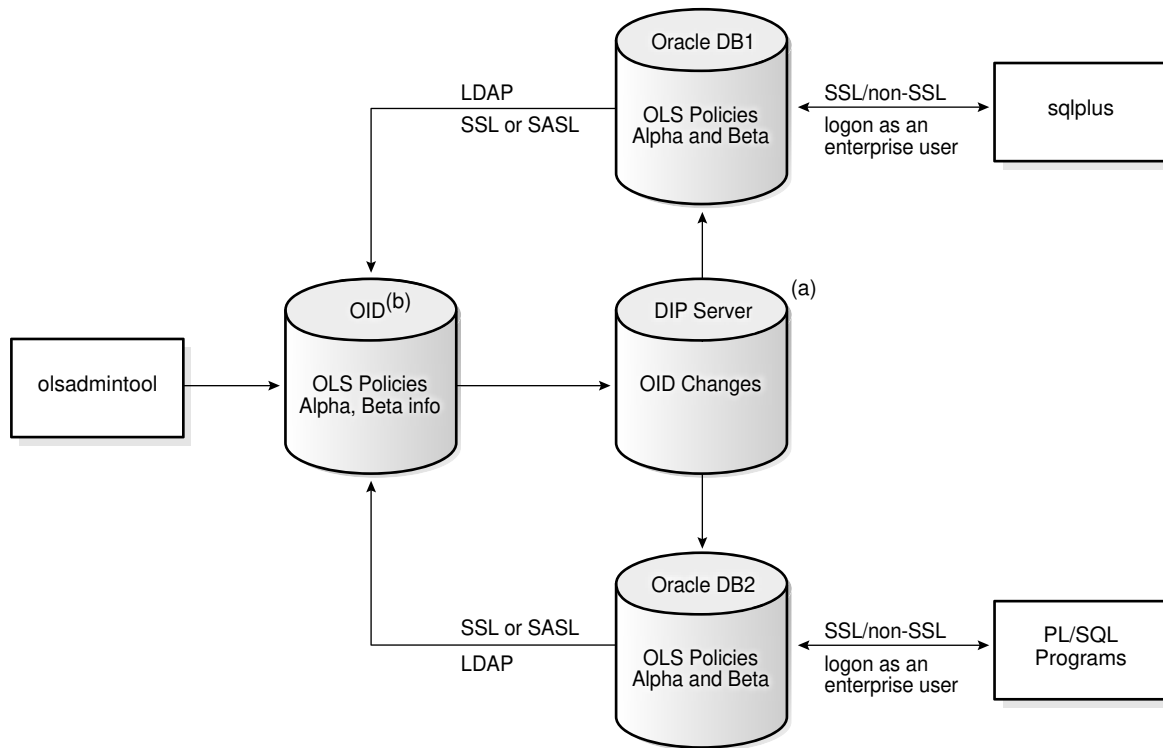 Oracle DB1
OLS Policies
Alpha and Beta
LDAP
SSL or SASL
SSL/non-SSL
logon as an
enterprise user
sqlplus
olsadmintool
OID(b)
OLS Policies
Alpha, Beta info
DIP Server
(a)
OID Changes
Oracle DB2
OLS Policies
Alpha and Beta
SSL or SASL
LDAP
SSL/non-SSL
logon as an
enterprise user
PL/SQL
Programs